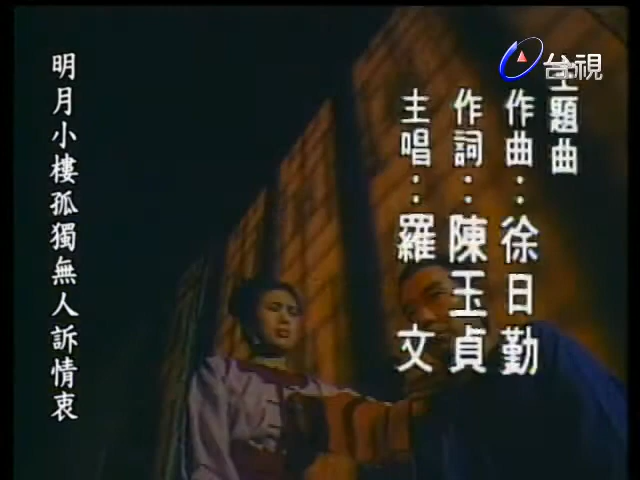 台視
主題曲
作曲：徐日勤
作詞：陳玉貞
主唱：羅文
明月小樓孤獨無人訴情衷